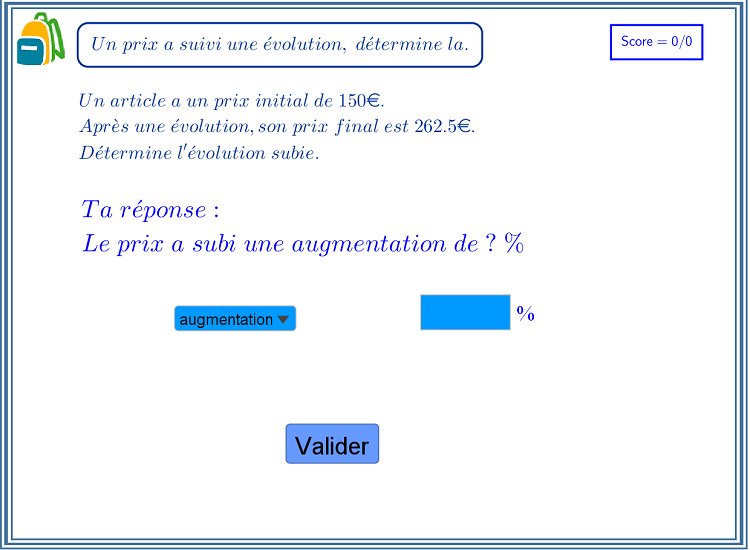 Un prix a suivi une évolution, détermine la.
Score = 0/0
Un article a un prix initial de 150€.
Après une évolution, son prix final est 262.5€.
Détermine l'évolution subie.
Ta réponse :
Le prix a subi une augmentation de ? %
augmentation
%
Valider